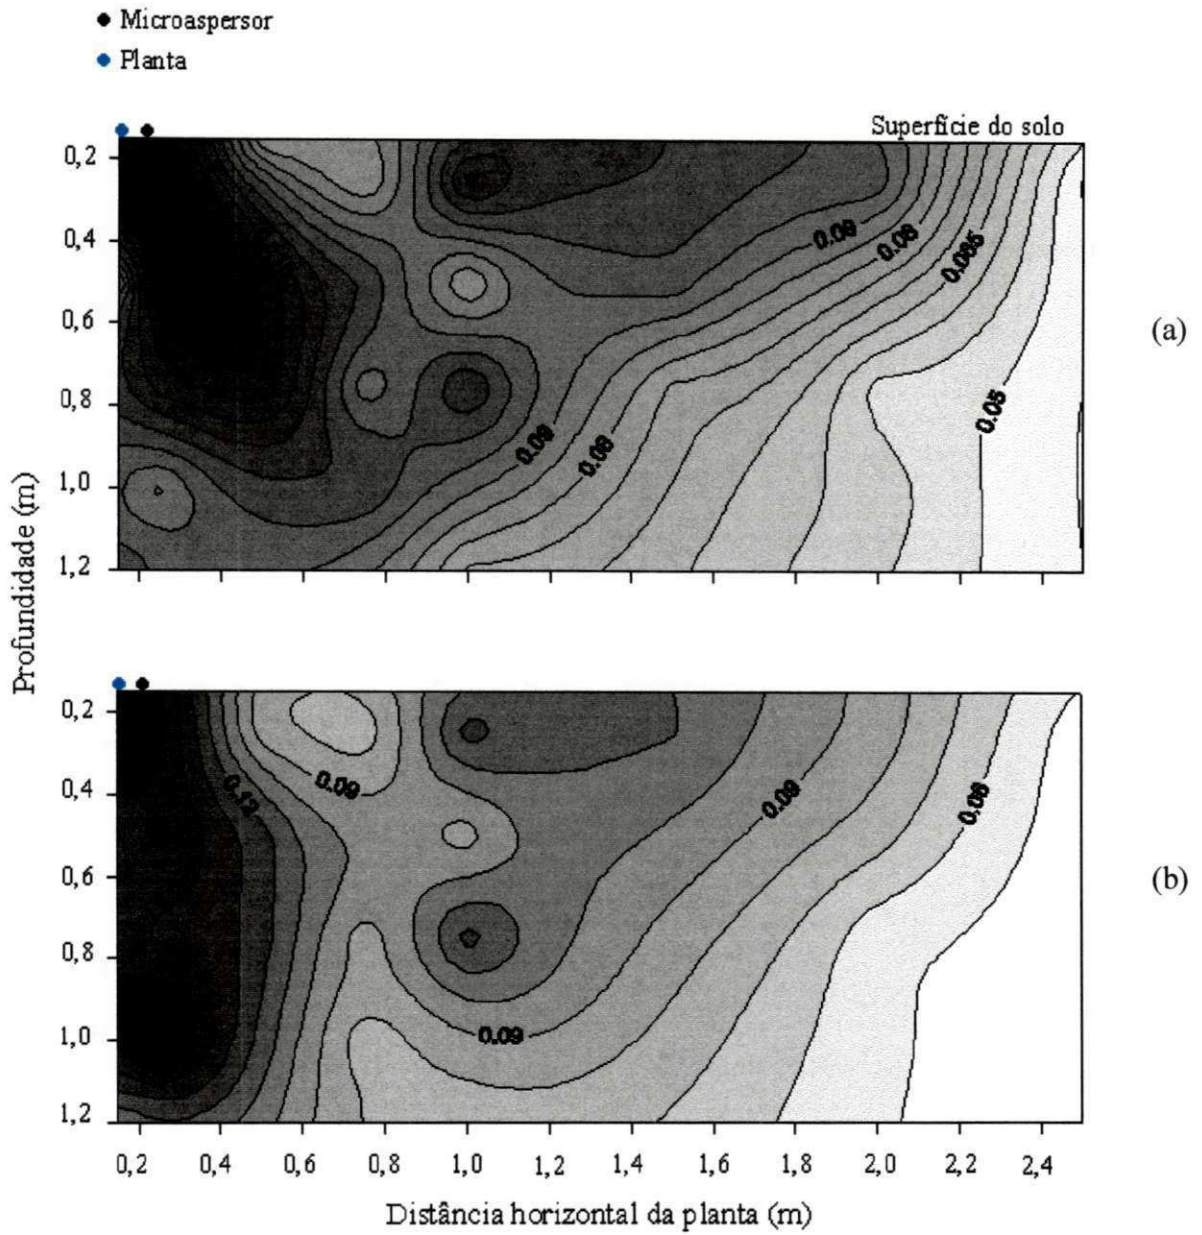 Microaspersor
Planta
Superfície do solo
0,2
0,4
0,6
0,8
1,0
1,2
0.09
0.08
0.065
0.05
0.09
0.08
(a)
Profundidade (m)
0,2
0,4
0,6
0,8
1,0
1,2
0.12
0.09
0.09
0.06
0.09
(b)
0,2 0,4 0,6 0,8 1,0 1,2 1,4 1,6 1,8 2,0 2,2 2,4
Distância horizontal da planta (m)